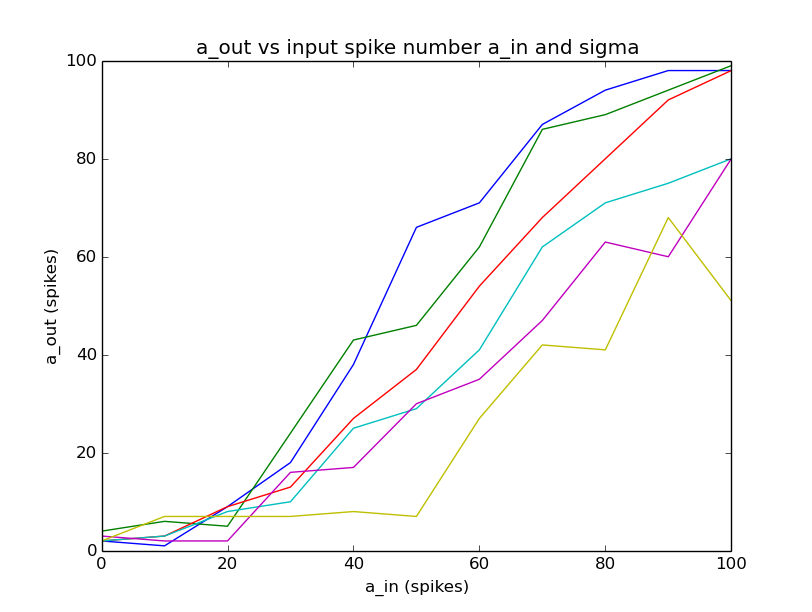 a_out vs input spike number a_in and sigma
100
80
60
40
20
0
a_out (spikes)
0 20 40 60 80 100
a_in (spikes)